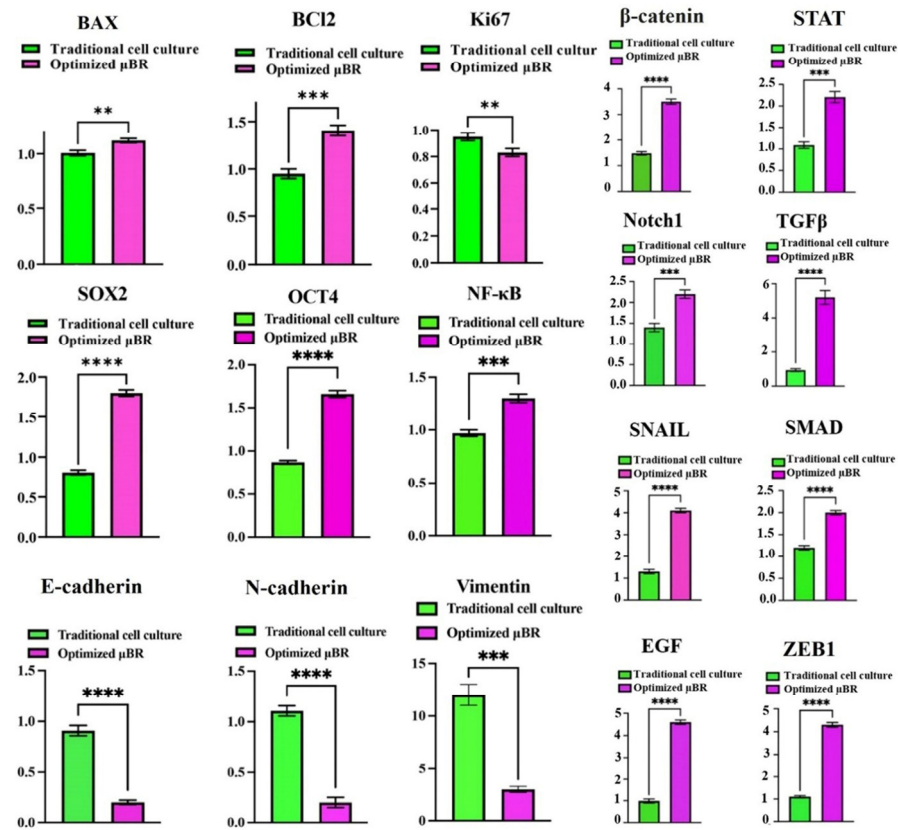 BAX
Traditional cell culture
Optimized µBR
**
1.0
0.5
0.0
BCl2
Traditional cell culture
Optimized µBR
***
1.5
1.0
0.5
0.0
Ki67
Traditional cell cultur
Optimized µBR
**
1.0
0.8
0.6
0.4
0.2
0.0
β-catenin
Traditional cell culture
Optimized µBR
****
4
3
2
1
0
STAT
Traditional cell culture
Optimized µBR
***
2.0
1.5
1.0
0.5
0.0
Notch1
Traditional cell culture
Optimized µBR
***
2.5
2.0
1.5
1.0
0.5
0.0
TGFβ
Traditional cell culture
Optimized µBR
****
6
4
2
0
SOX2
Traditional cell culture
Optimized µBR
****
2.0
1.5
1.0
0.5
0.0
OCT4
Traditional cell culture
Optimized µBR
****
2.0
1.5
1.0
0.5
0.0
NF-κB
Traditional cell culture
Optimized µBR
***
1.5
1.0
0.5
0.0
SNAIL
Traditional cell culture
Optimized µBR
****
5
4
3
2
1
0
SMAD
Traditional cell culture
Optimized µBR
****
2.5
2.0
1.5
1.0
0.5
0.0
E-cadherin
Traditional cell culture
Optimized µBR
****
1.5
1.0
0.5
0.0
N-cadherin
Traditional cell culture
Optimized µBR
****
1.5
1.0
0.5
0.0
Vimentin
Traditional cell culture
Optimized µBR
***
15
10
5
0
EGF
Traditional cell culture
Optimized µBR
****
5
4
3
2
1
0
ZEB1
Traditional cell culture
Optimized µBR
****
5
4
3
2
1
0